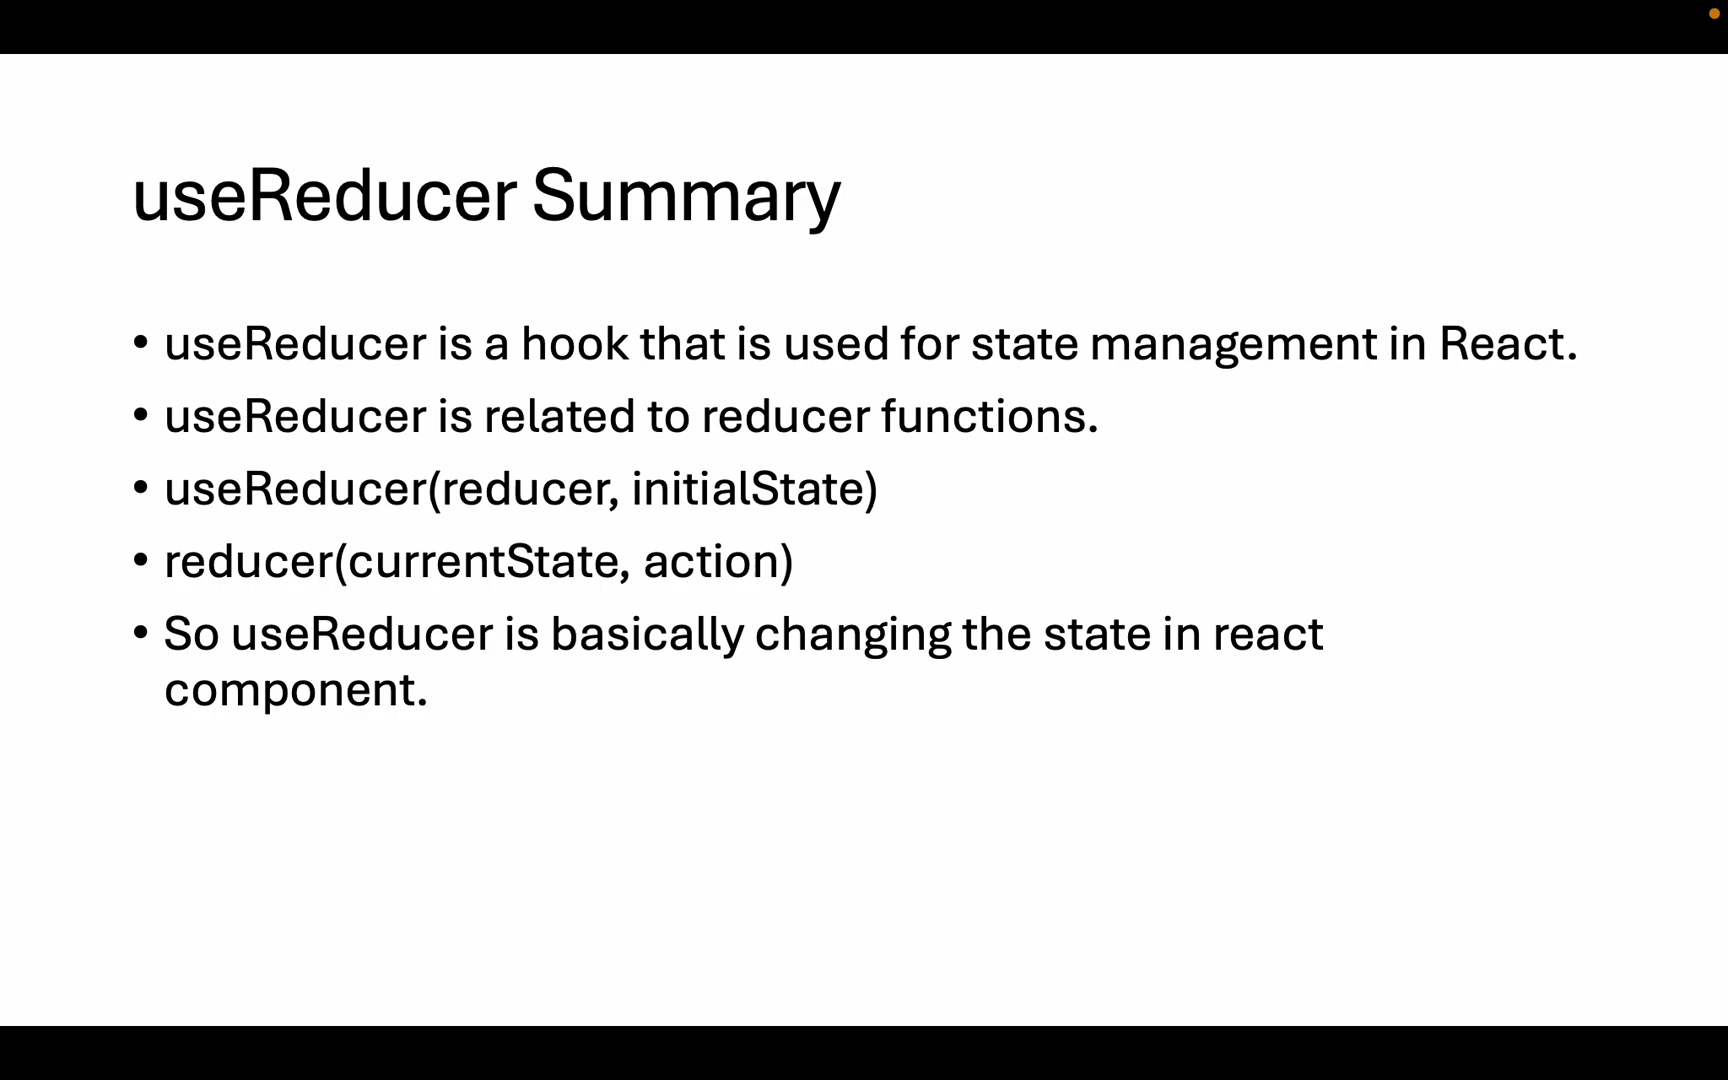 useReducer Summary
• useReducer is a hook that is used for state management in React.
• useReducer is related to reducer functions.
• useReducer(reducer, initialState)
• reducer(currentState, action)
• So useReducer is basically changing the state in react
component.